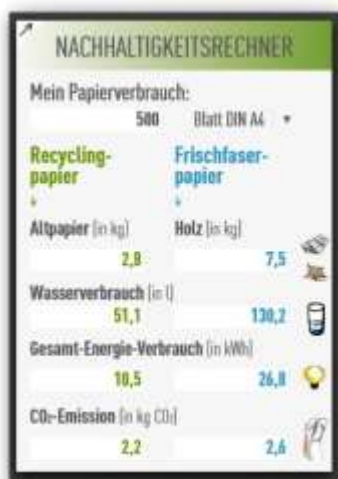 NACHHALTIGKEITSRECHNER
Mein Papierverbrauch:
500 Blatt DIN A4
Recycling- Frischfaser-
papier papier
Altpapier (in kg) Holz (in kg)
2,8 7,5
Wasserverbrauch (in l)
51,1 130,2
Gesamt-Energie-Verbrauch (in kWh)
10,5 26,8
CO₂-Emission (in kg CO₂)
2,2 2,6